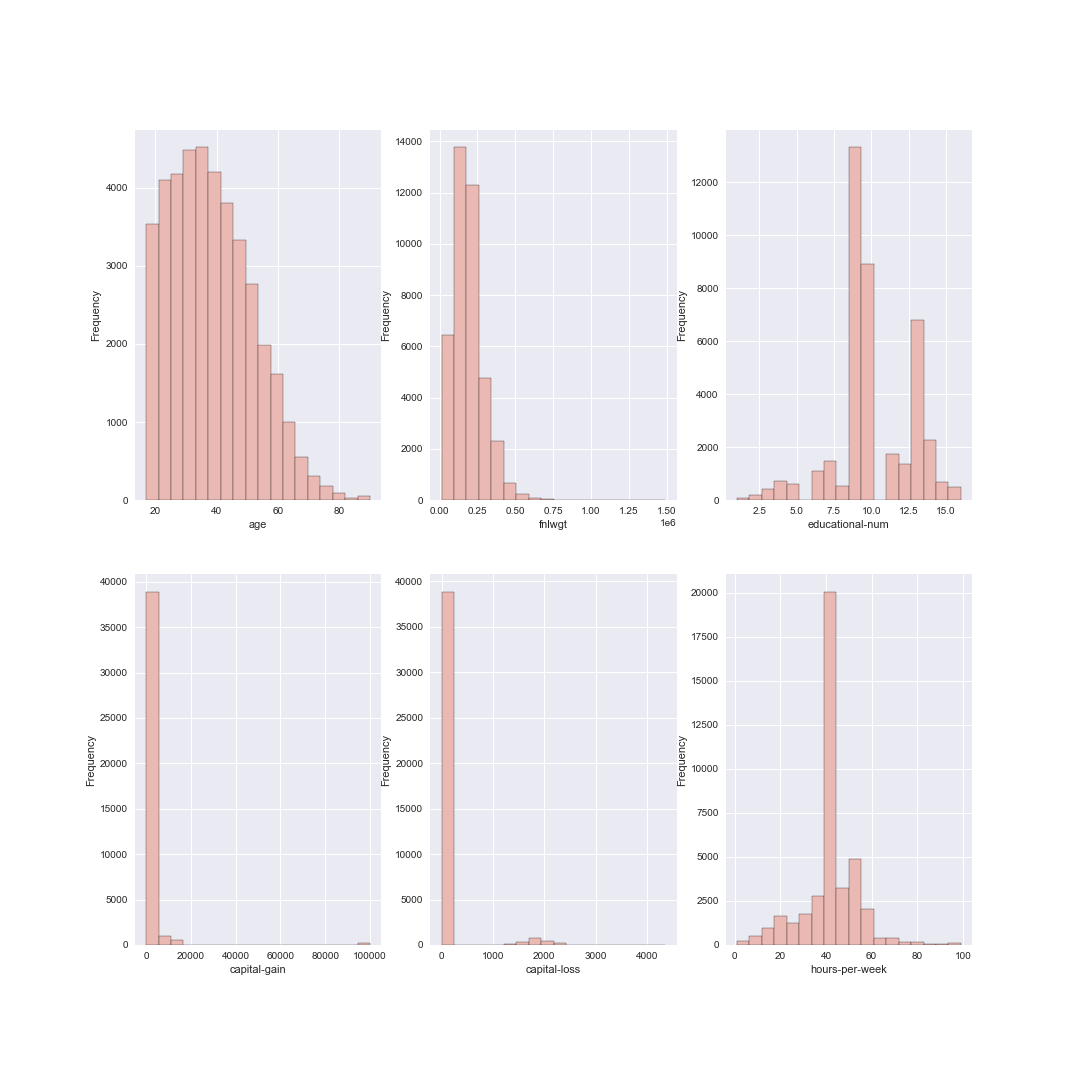 Frequency
4000
3000
2000
1000
0
20 40 60 80
age
Frequency
14000
12000
10000
8000
6000
4000
2000
0
0.00 0.25 0.50 0.75 1.00 1.25 1.50
1e6
fnlwgt
Frequency
12000
10000
8000
6000
4000
2000
0
2.5 5.0 7.5 10.0 12.5 15.0
educational-num
Frequency
40000
35000
30000
25000
20000
15000
10000
5000
0
0 20000 40000 60000 80000 100000
capital-gain
Frequency
40000
35000
30000
25000
20000
15000
10000
5000
0
0 1000 2000 3000 4000
capital-loss
Frequency
20000
17500
15000
12500
10000
7500
5000
2500
0
0 20 40 60 80 100
hours-per-week